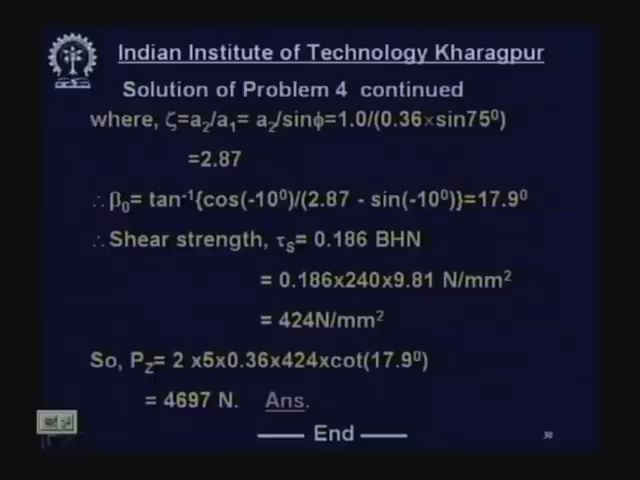 Indian Institute of Technology Kharagpur
Solution of Problem 4 continued
where, ζ=a₂/a₁= a₂/sinϕ=1.0/(0.36×sin75⁰)
=2.87
∴β₀= tan⁻¹{cos(-10⁰)/(2.87 - sin(-10⁰)}=17.9⁰
∴Shear strength, τₛ= 0.186 BHN
= 0.186x240x9.81 N/mm²
= 424N/mm²
So, P_Z= 2 x5x0.36x424xcot(17.9⁰)
= 4697 N. Ans.
End